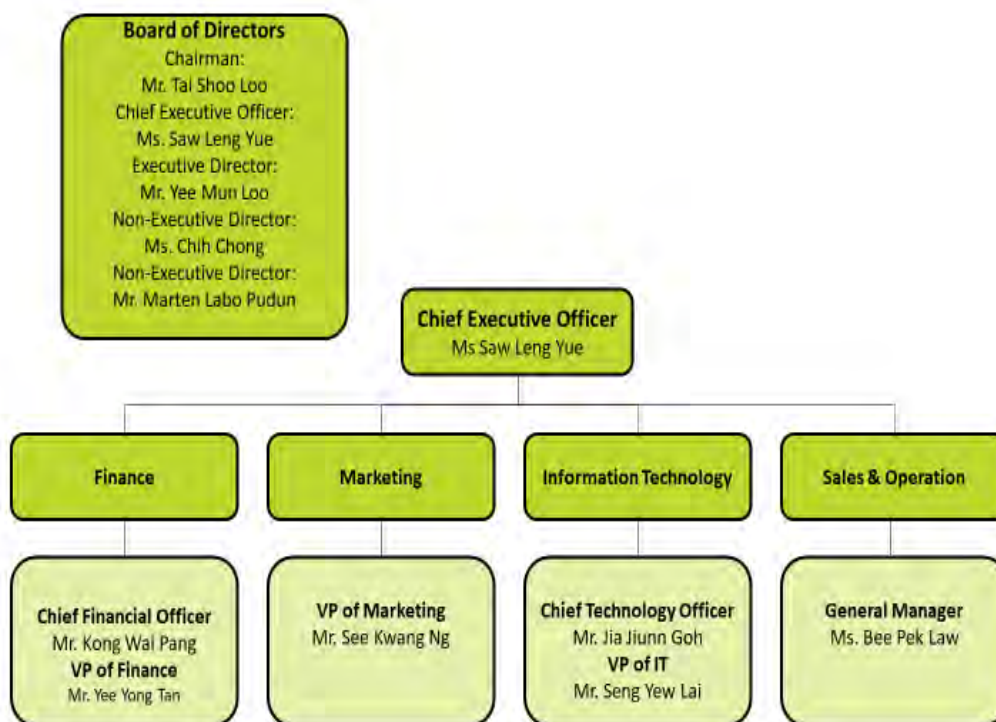 Board of Directors
Chairman:
Mr. Tai Shoo Loo
Chief Executive Officer:
Ms. Saw Leng Yue
Executive Director:
Mr. Yee Mun Loo
Non-Executive Director:
Ms. Chih Chong
Non-Executive Director:
Mr. Marten Labo Pudun
Chief Executive Officer
Ms Saw Leng Yue
Finance
Marketing
Information Technology
Sales & Operation
Chief Financial Officer
Mr. Kong Wai Pang
VP of Finance
Mr. Yee Yong Tan
VP of Marketing
Mr. See Kwang Ng
Chief Technology Officer
Mr. Jia Jiunn Goh
VP of IT
Mr. Seng Yew Lai
General Manager
Ms. Bee Pek Law